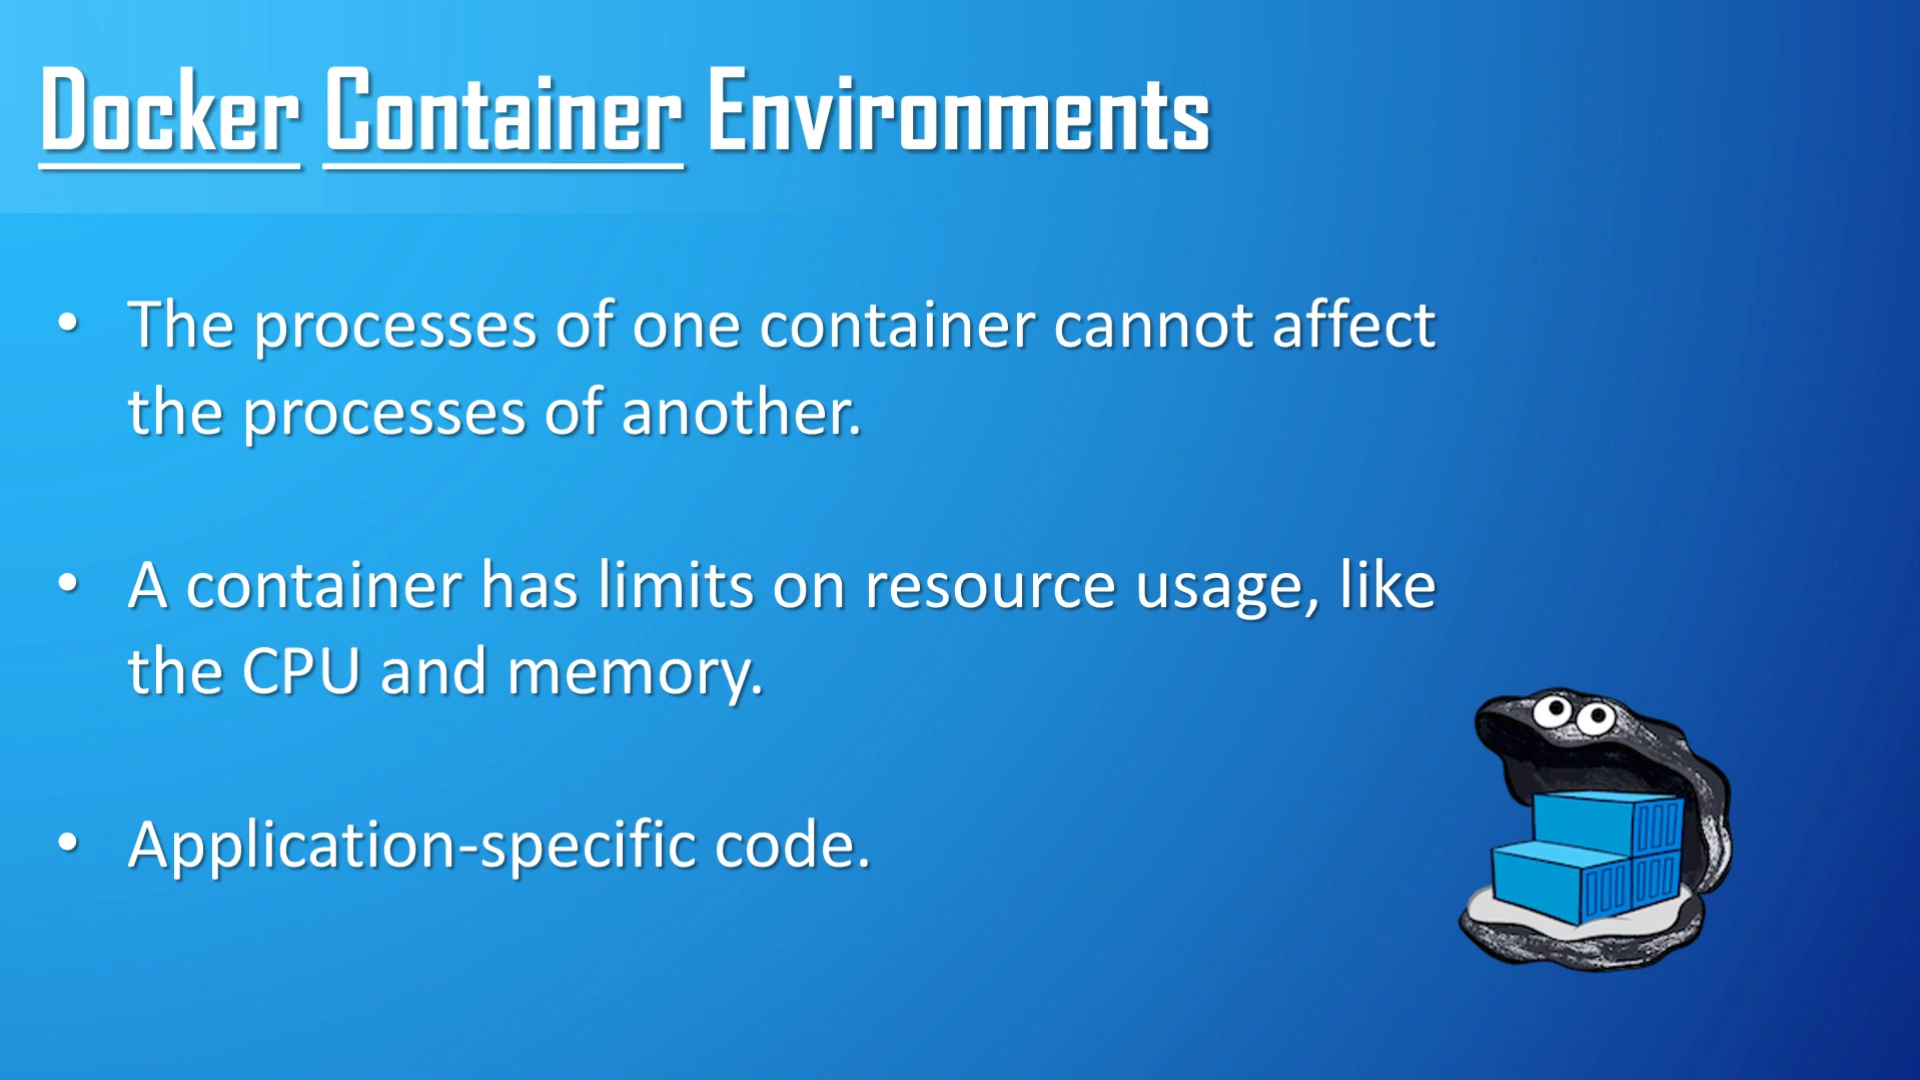 Docker Container Environments
• The processes of one container cannot affect
the processes of another.
• A container has limits on resource usage, like
the CPU and memory.
• Application-specific code.